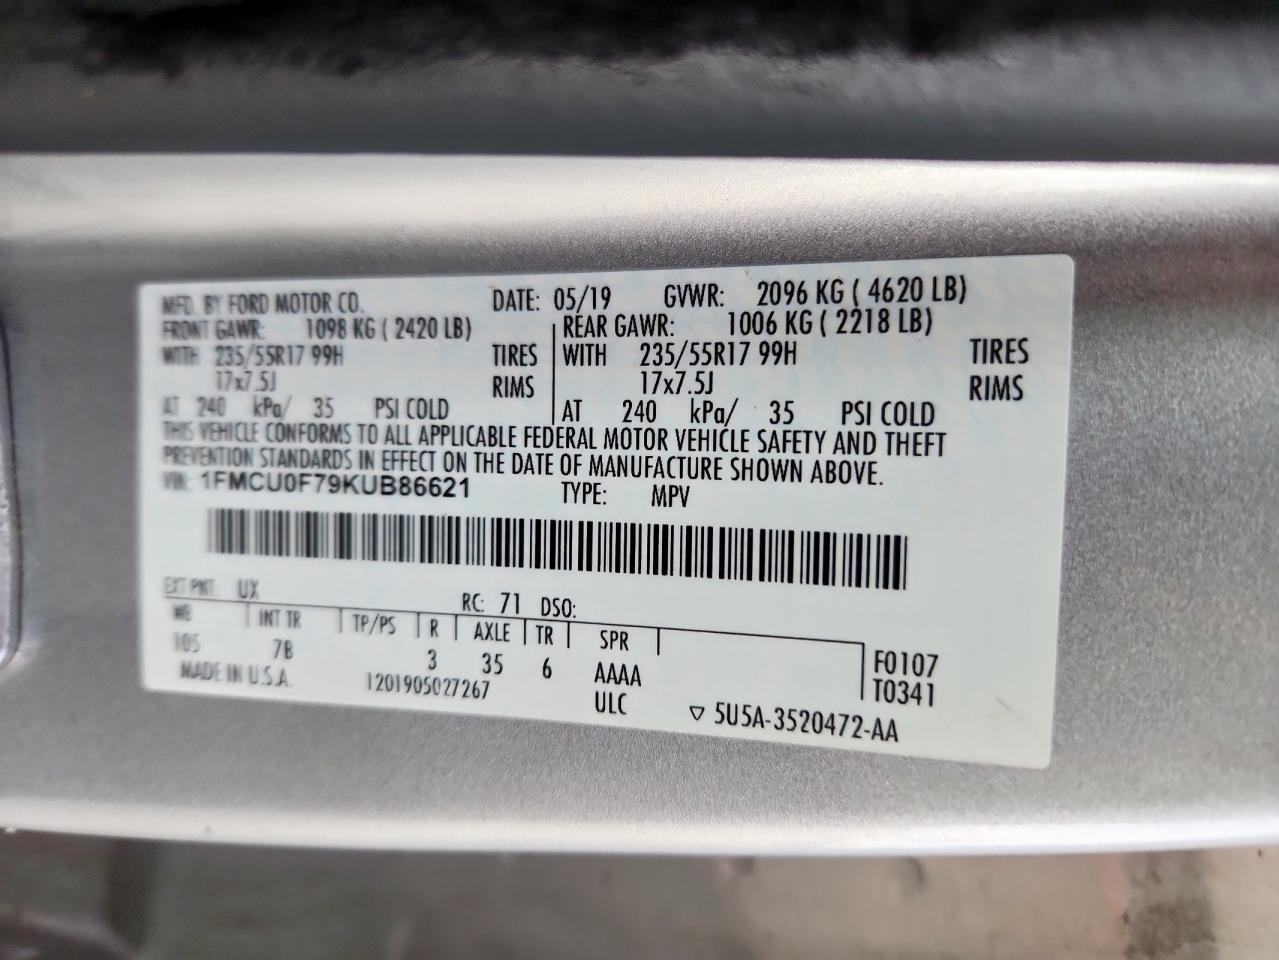 MFD. BY FORD MOTOR CO. DATE: 05/19 GVWR: 2096 KG ( 4620 LB)
FRONT GAWR: 1098 KG ( 2420 LB) REAR GAWR: 1006 KG ( 2218 LB)
WITH 235/55R17 99H TIRES WITH 235/55R17 99H TIRES
17x7.5J RIMS 17x7.5J RIMS
AT 240 kPa/ 35 PSI COLD AT 240 kPa/ 35 PSI COLD
THIS VEHICLE CONFORMS TO ALL APPLICABLE FEDERAL MOTOR VEHICLE SAFETY AND THEFT
PREVENTION STANDARDS IN EFFECT ON THE DATE OF MANUFACTURE SHOWN ABOVE.
VIN: 1FMCU0F79KUB86621 TYPE: MPV
EXT PNT: UX RC: 71 DSO:
WB INT TR TP/PS R AXLE TR SPR
105 7B 3 35 6 AAAA F0107
MADE IN U.S.A. 1201905027267 ULC T0341
▽ 5U5A-3520472-AA